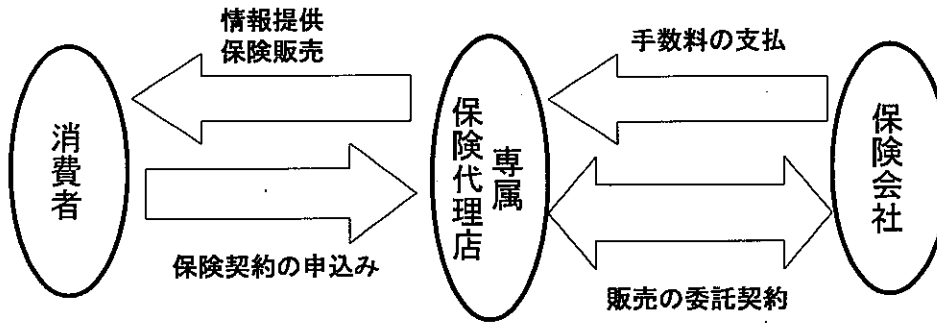 情報提供
保険販売
手数料の支払
消費者
専属
保険代理店
保険会社
保険契約の申込み
販売の委託契約